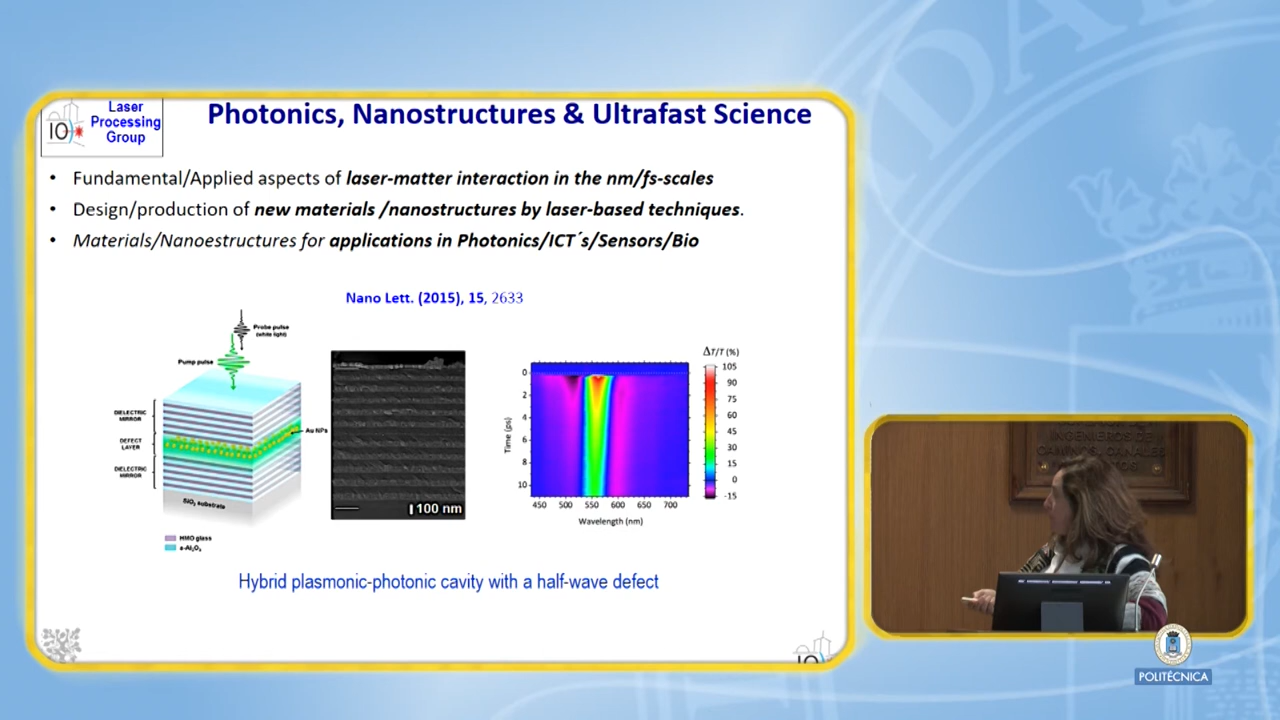 Laser
Processing
Group
IO
Photonics, Nanostructures & Ultrafast Science
• Fundamental/Applied aspects of laser-matter interaction in the nm/fs-scales
• Design/production of new materials /nanostructures by laser-based techniques.
• Materials/Nanoestructures for applications in Photonics/ICT´s/Sensors/Bio
Nano Lett. (2015), 15, 2633
Probe pulse
(white light)
Pump pulse
DIELECTRIC
MIRROR
DEFECT
LAYER
DIELECTRIC
MIRROR
Au NPs
SiO₂ substrate
HMO glass
a-Al₂O₃
100 nm
ΔT/T (%)
105
90
75
60
45
30
15
0
-15
Time (ps)
0
2
4
6
8
10
450 500 550 600 650 700
Wavelength (nm)
Hybrid plasmonic-photonic cavity with a half-wave defect
INGENIEROS DE
CAMINOS, CANALES
POLITÉCNICA